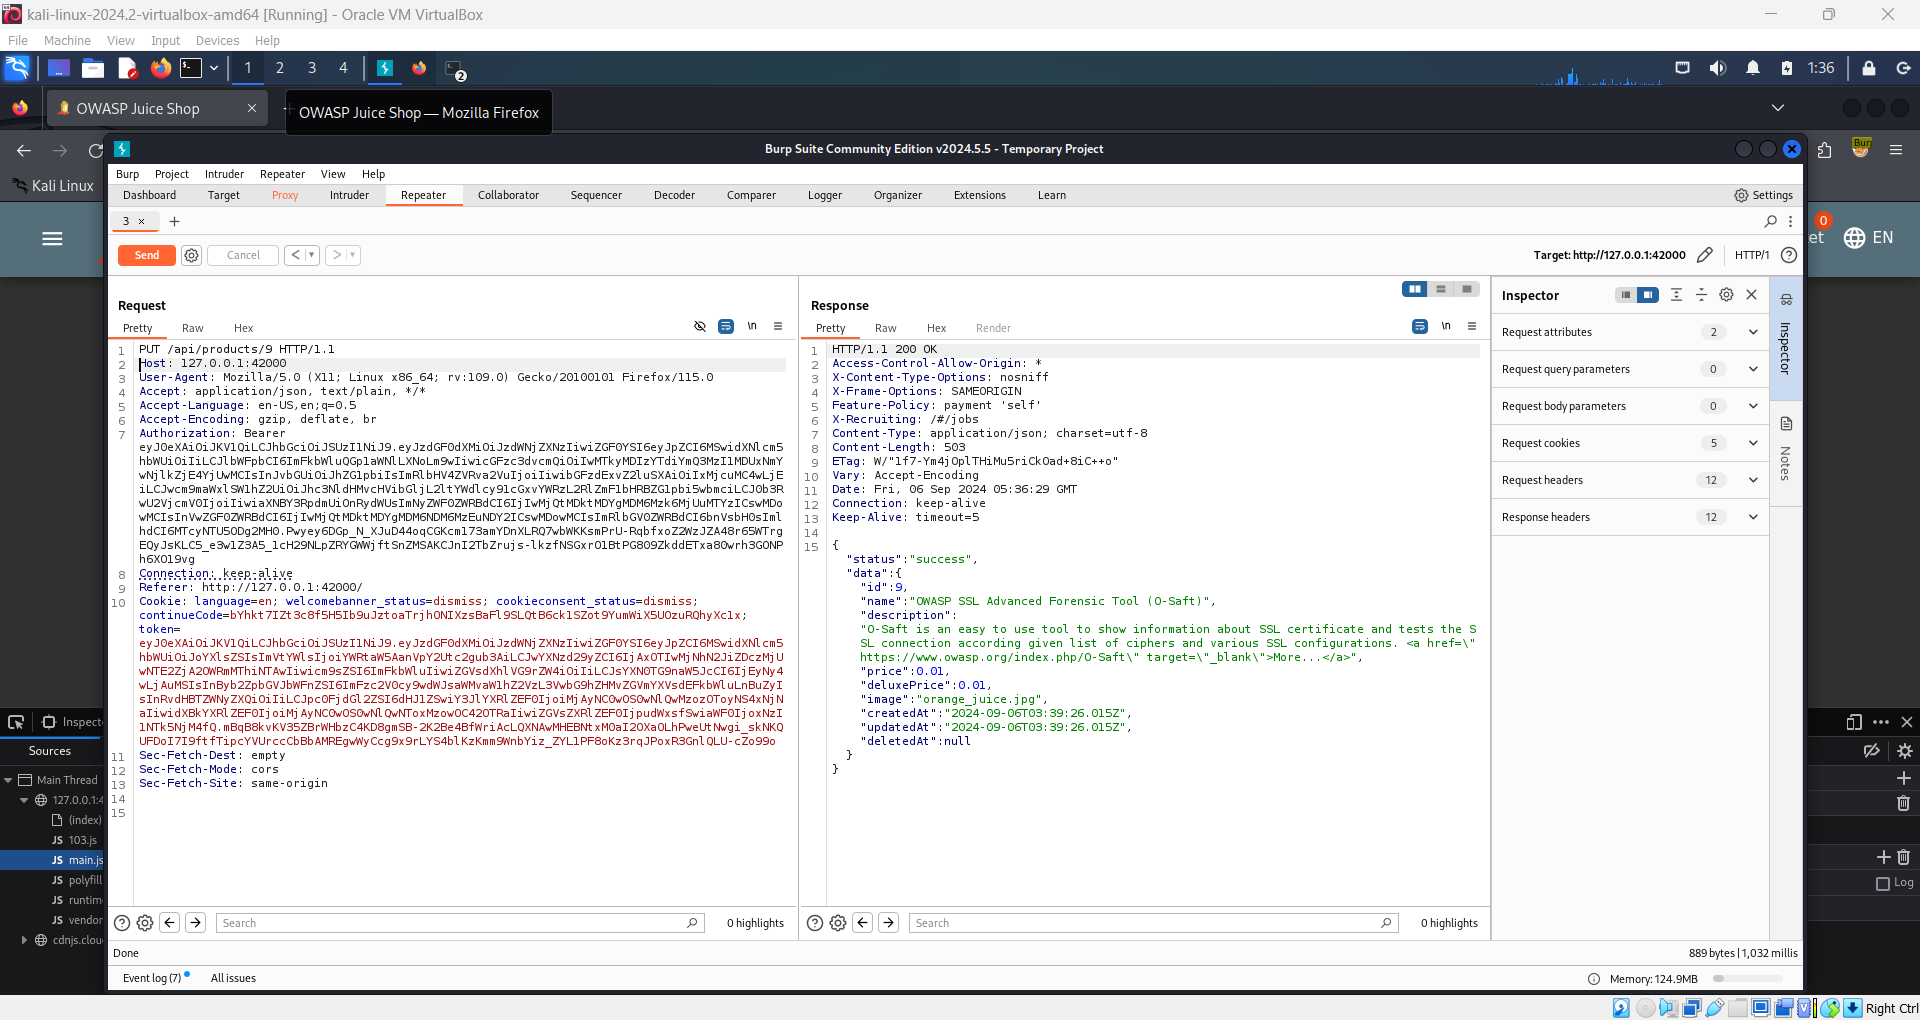 kali-linux-2024.2-virtualbox-amd64 [Running] - Oracle VM VirtualBox
File Machine View Input Devices Help
1 2 3 4 2 1:36
OWASP Juice Shop
OWASP Juice Shop — Mozilla Firefox
Burp Suite Community Edition v2024.5.5 - Temporary Project
Kali Linux
Burp Project Intruder Repeater View Help
Dashboard Target Proxy Intruder Repeater Collaborator Sequencer Decoder Comparer Logger Organizer Extensions Learn Settings
3
0
et EN
Send Cancel Target: http://127.0.0.1:42000 HTTP/1
Request
Pretty Raw Hex \n
1 PUT /api/products/9 HTTP/1.1
2 Host: 127.0.0.1:42000
3 User-Agent: Mozilla/5.0 (X11; Linux x86_64; rv:109.0) Gecko/20100101 Firefox/115.0
4 Accept: application/json, text/plain, */*
5 Accept-Language: en-US,en;q=0.5
6 Accept-Encoding: gzip, deflate, br
7 Authorization: Bearer
8 Connection: keep-alive
9 Referer: http://127.0.0.1:42000/
10 Cookie: language=en; welcomebanner_status=dismiss; cookieconsent_status=dismiss;
continueCode=
token=
11 Sec-Fetch-Dest: empty
12 Sec-Fetch-Mode: cors
13 Sec-Fetch-Site: same-origin
14
15
Search 0 highlights
Response
Pretty Raw Hex Render \n
1 HTTP/1.1 200 OK
2 Access-Control-Allow-Origin: *
3 X-Content-Type-Options: nosniff
4 X-Frame-Options: SAMEORIGIN
5 Feature-Policy: payment 'self'
6 X-Recruiting: /#/jobs
7 Content-Type: application/json; charset=utf-8
8 Content-Length: 503
9 ETag:
10 Vary: Accept-Encoding
11 Date: Fri, 06 Sep 2024 05:36:29 GMT
12 Connection: keep-alive
13 Keep-Alive: timeout=5
14
15 {
"status":"success",
"data":{
"id":9,
"name":"OWASP SSL Advanced Forensic Tool (O-Saft)",
"description":
"O-Saft is an easy to use tool to show information about SSL certificate and tests the S
SL connection according given list of ciphers and various SSL configurations. <a href=\"
https://www.owasp.org/index.php/O-Saft\" target=\"_blank\">More...</a>",
"price":0.01,
"deluxePrice":0.01,
"image":"orange_juice.jpg",
"createdAt":"2024-09-06T03:39:26.015Z",
"updatedAt":"2024-09-06T03:39:26.015Z",
"deletedAt":null
}
}
Search 0 highlights
Inspector
Request attributes 2
Request query parameters 0
Request body parameters 0
Request cookies 5
Request headers 12
Response headers 12
Inspector
Notes
Done 889 bytes | 1,032 millis
Event log (7) All issues Memory: 124.9MB
Inspect
Sources
Main Thread
127.0.0.1:4
(index)
JS 103.js
JS main.js
JS polyfill
JS runtim
JS vendor
cdnjs.clou
Log
Right Ctrl